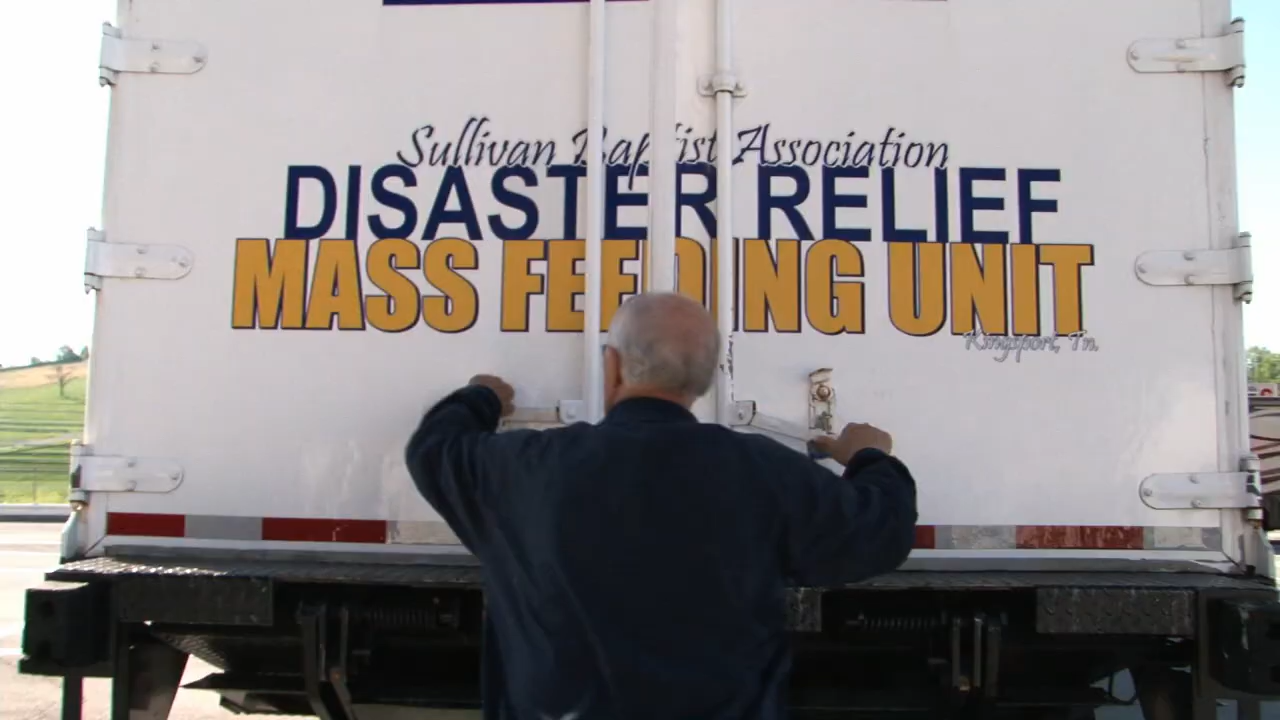 Sullivan Baptist Association
DISASTER RELIEF
MASS FEEDING UNIT
Kingsport, Tn.